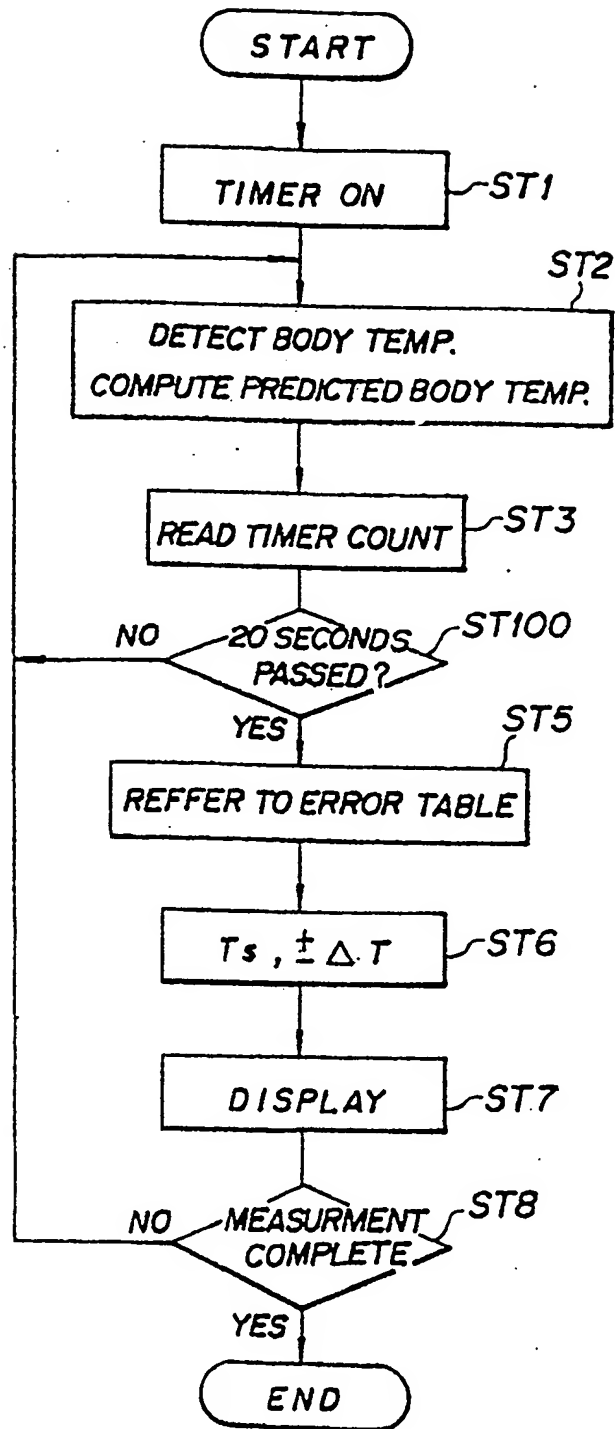 START
TIMER ON
ST1
ST2
DETECT BODY TEMP.
COMPUTE PREDICTED BODY TEMP.
READ TIMER COUNT
ST3
NO
20 SECONDS
PASSED?
ST100
YES
ST5
REFFER TO ERROR TABLE
Ts, ± △ T
ST6
DISPLAY
ST7
NO
MEASURMENT
COMPLETE
ST8
YES
END